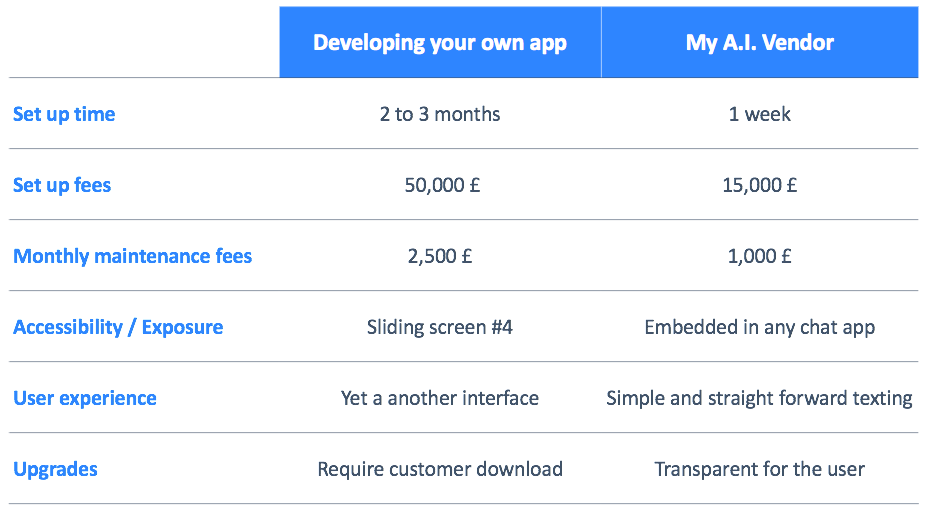 Developing your own app My A.I. Vendor
Set up time 2 to 3 months 1 week
Set up fees 50,000 £ 15,000 £
Monthly maintenance fees 2,500 £ 1,000 £
Accessibility / Exposure Sliding screen #4 Embedded in any chat app
User experience Yet a another interface Simple and straight forward texting
Upgrades Require customer download Transparent for the user